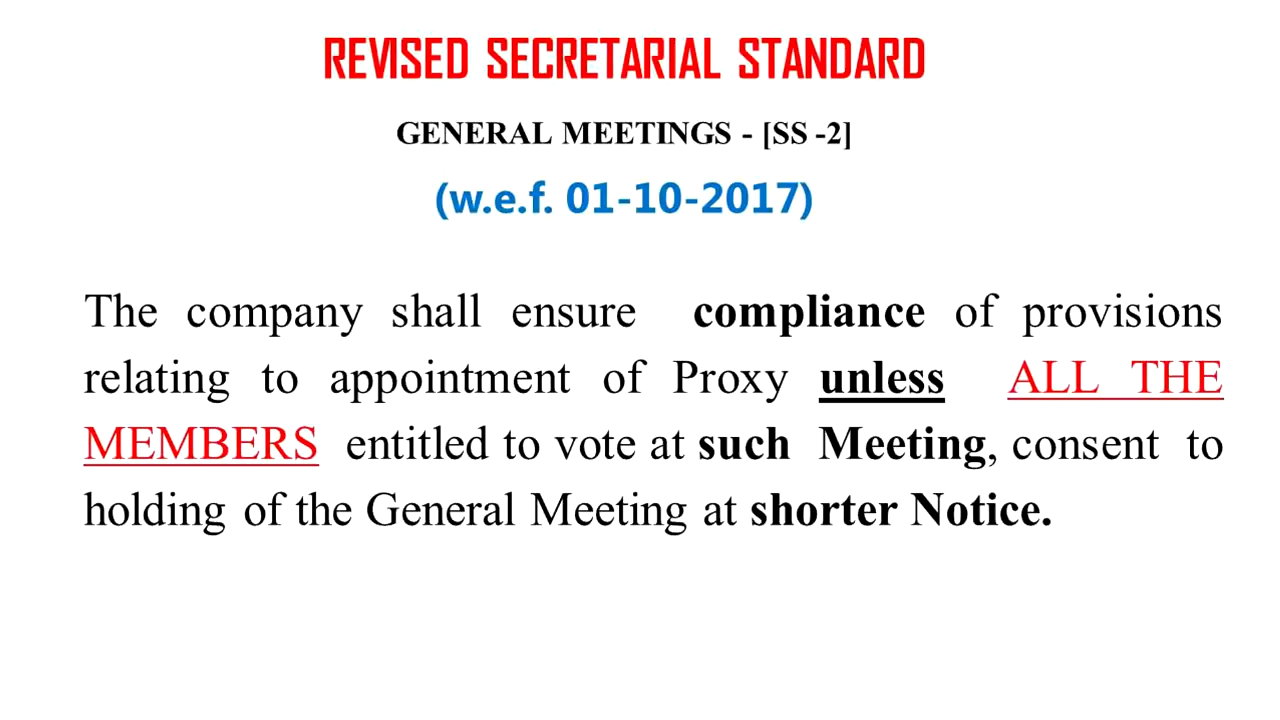 REVISED SECRETARIAL STANDARD
GENERAL MEETINGS - [SS -2]
(w.e.f. 01-10-2017)
The company shall ensure compliance of provisions
relating to appointment of Proxy unless ALL THE
MEMBERS entitled to vote at such Meeting, consent to
holding of the General Meeting at shorter Notice.